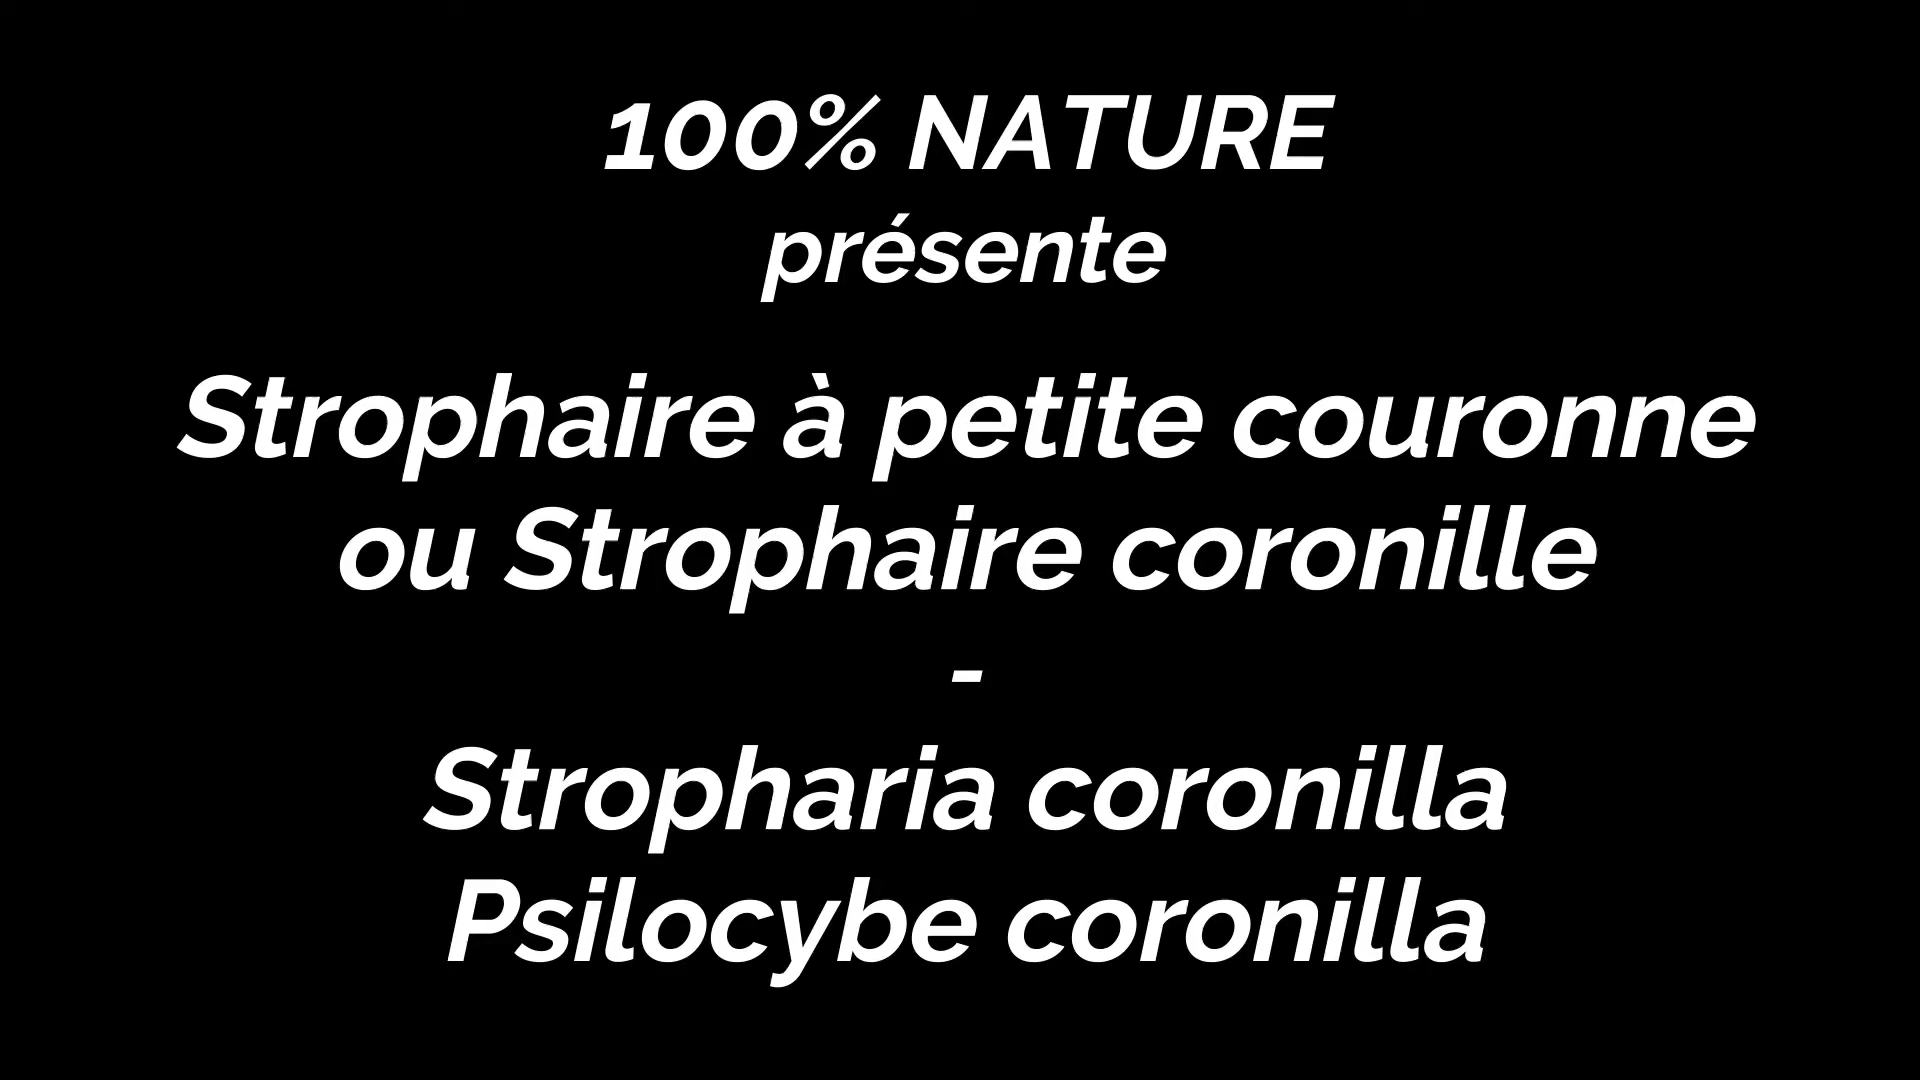 100% NATURE
présente
Strophaire à petite couronne
ou Strophaire coronille
-
Stropharia coronilla
Psilocybe coronilla